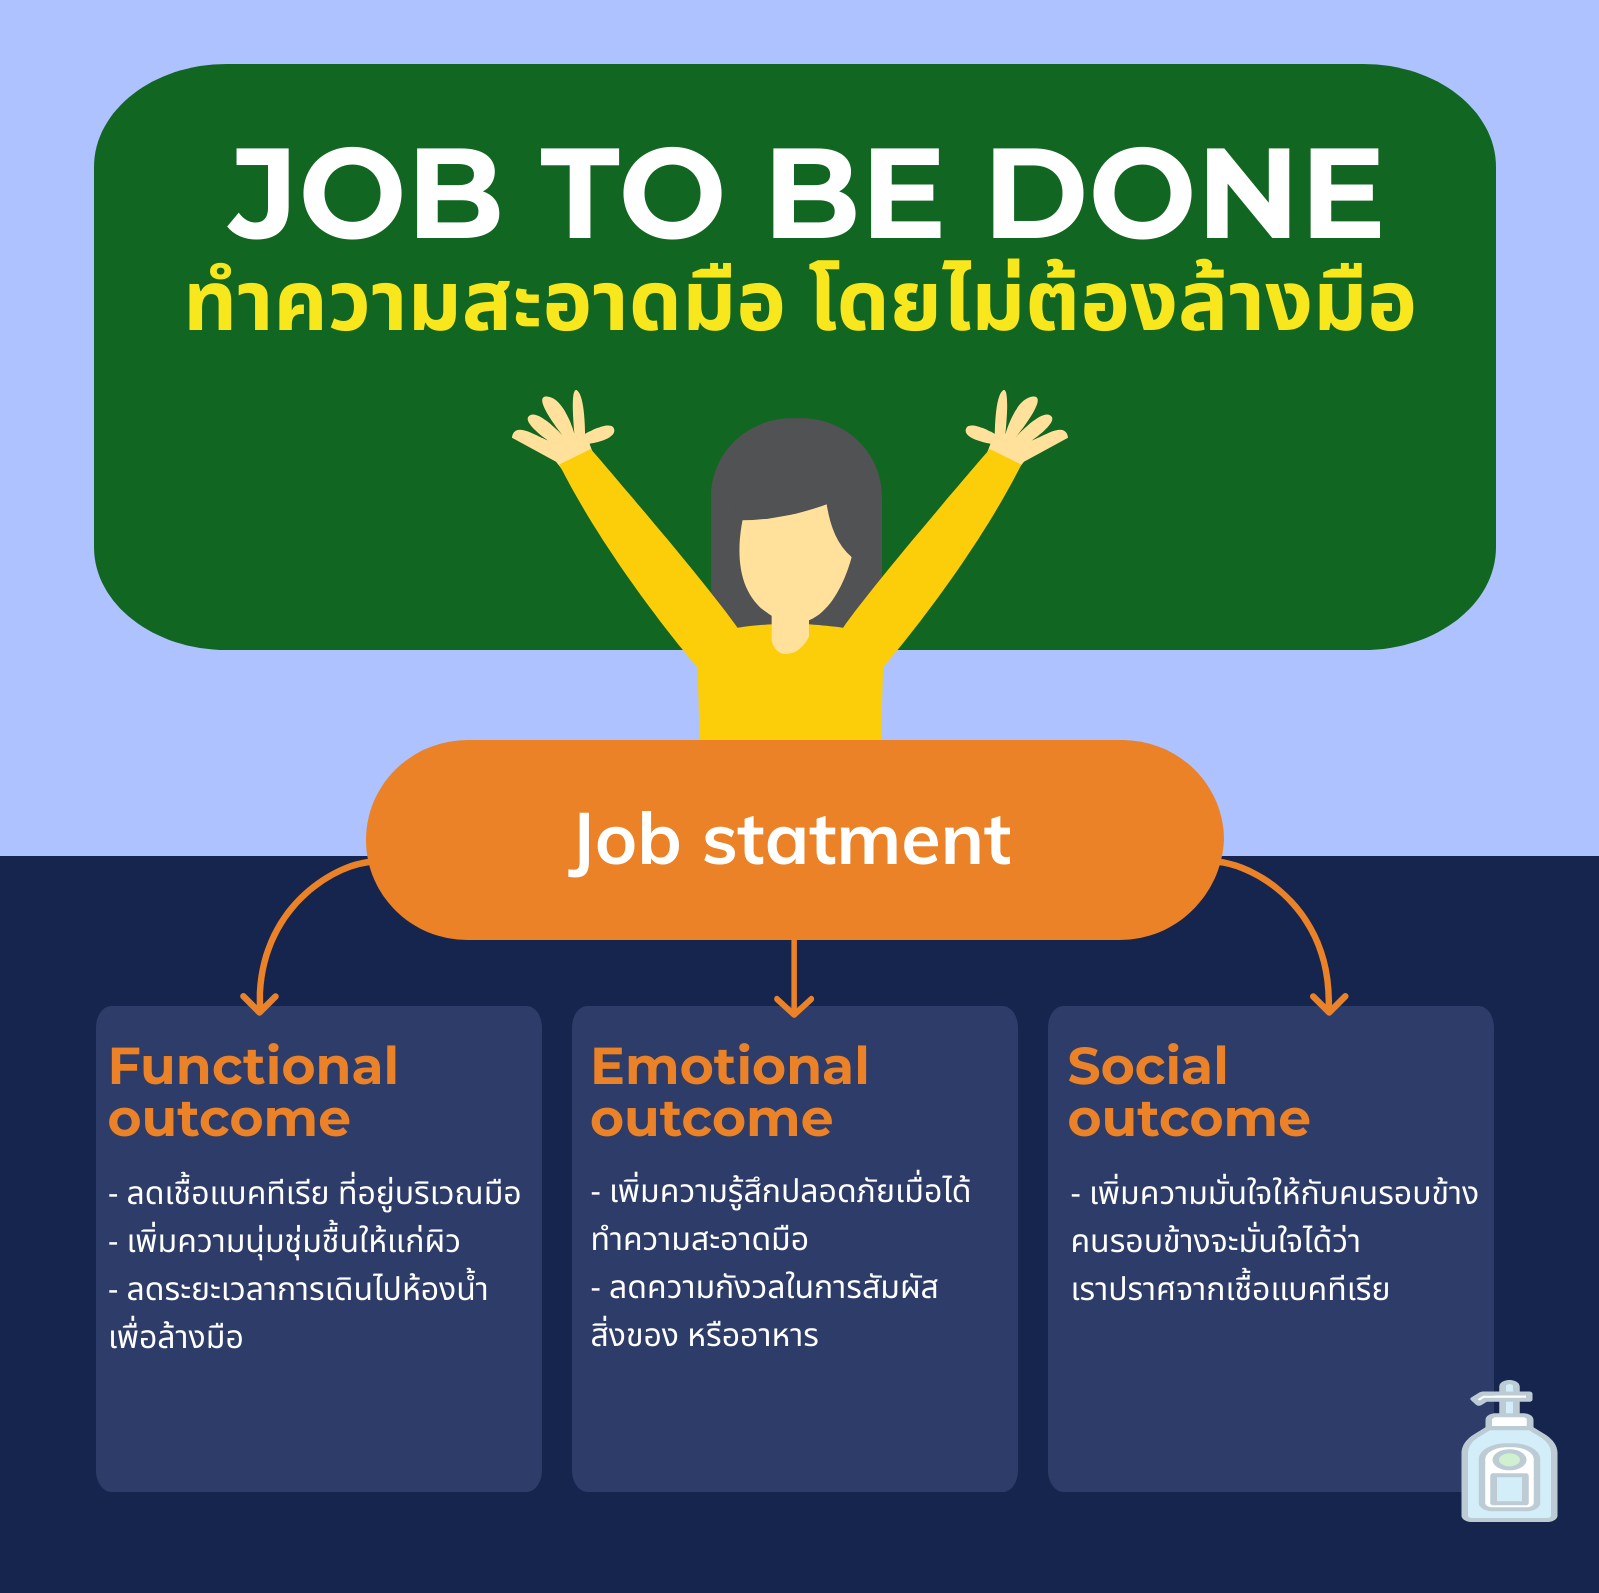 JOB TO BE DONE
ทำความสะอาดมือ โดยไม่ต้องล้างมือ
Job statment
Functional
outcome
- ลดเชื้อแบคทีเรีย ที่อยู่บริเวณมือ
- เพิ่มความนุ่มชุ่มชื้นให้แก่ผิว
- ลดระยะเวลาการเดินไปห้องน้ำ
เพื่อล้างมือ
Emotional
outcome
- เพิ่มความรู้สึกปลอดภัยเมื่อได้
ทำความสะอาดมือ
- ลดความกังวลในการสัมผัส
สิ่งของ หรืออาหาร
Social
outcome
- เพิ่มความมั่นใจให้กับคนรอบข้าง
คนรอบข้างจะมั่นใจได้ว่า
เราปราศจากเชื้อแบคทีเรีย